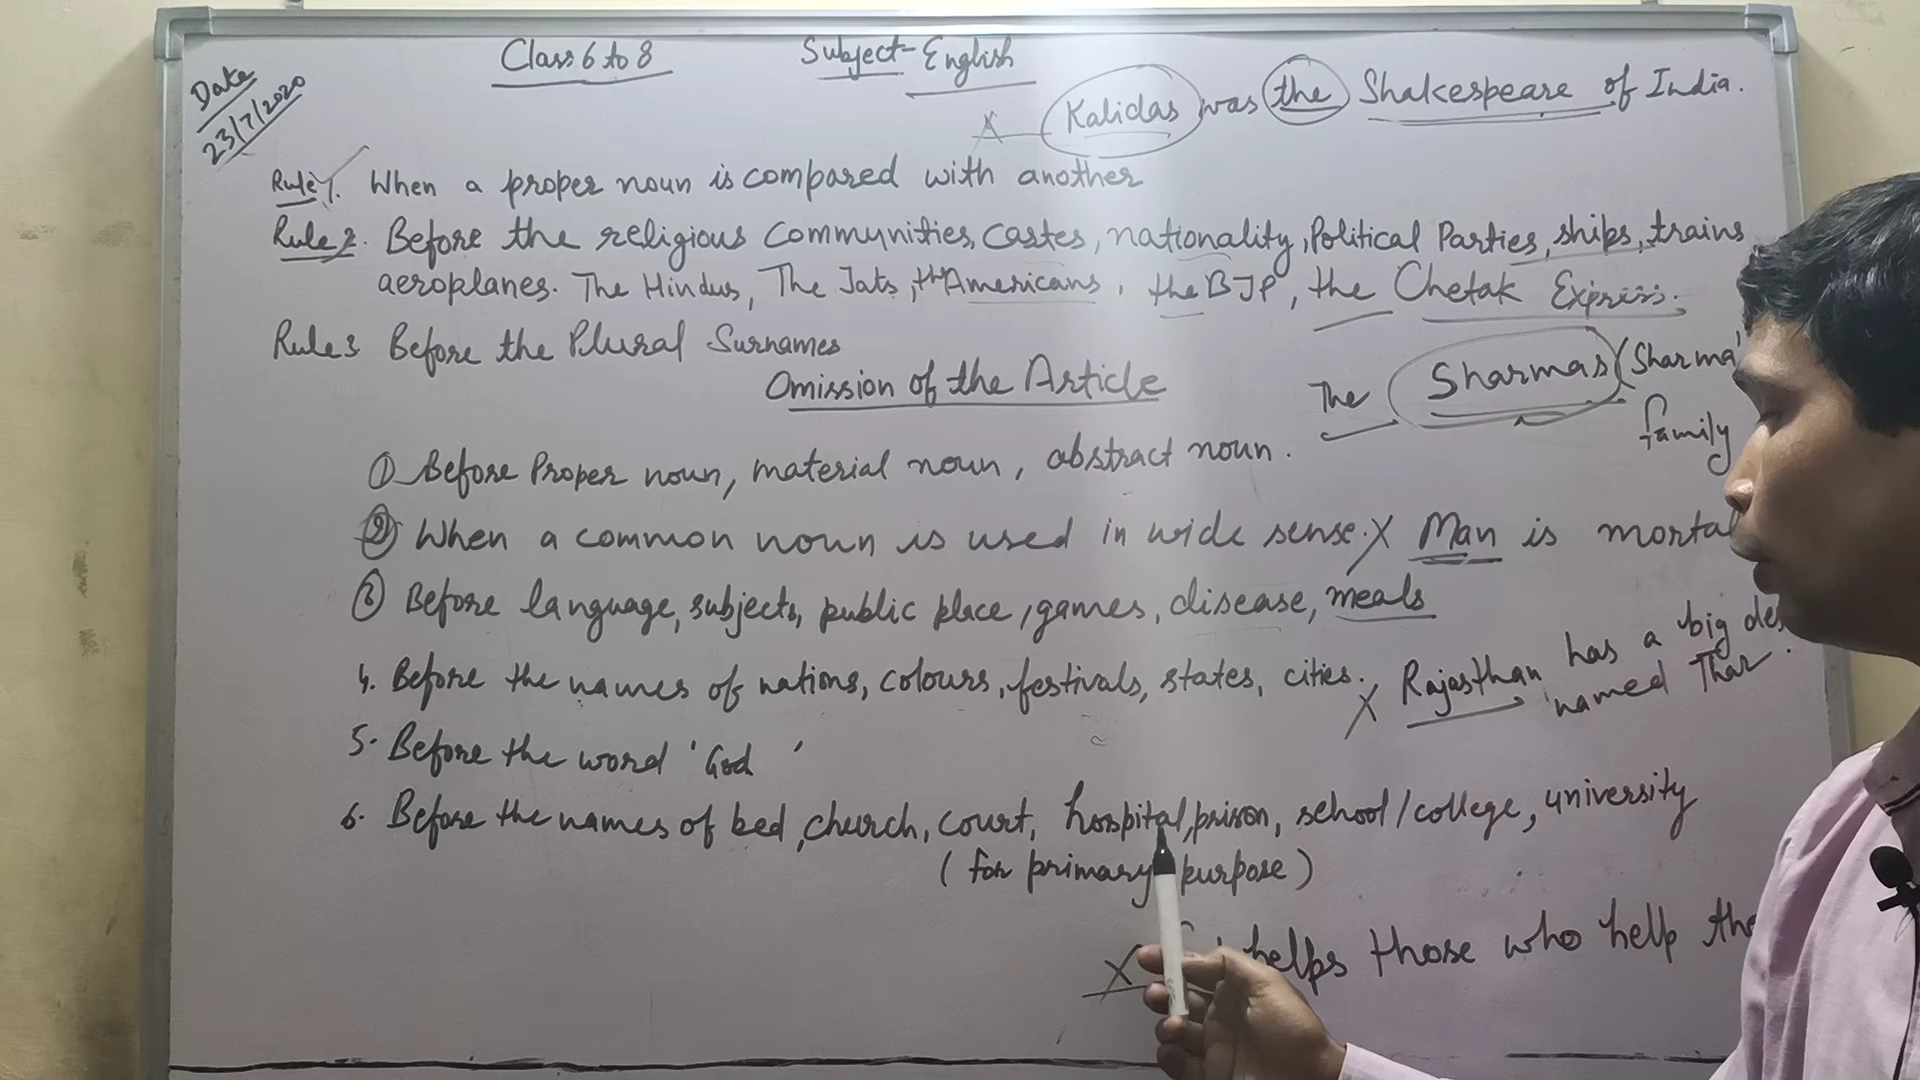 Date
23/7/2020
Class 6 to 8
Subject - English
Kalidas was the Shakespeare of India.
Rule 1. When a proper noun is compared with another
Rule 2. Before the religious communities, castes, nationality, Political Parties, ships, trains
aeroplanes. The Hindus, The Jats, the Americans, the BJP, the Chetak Express.
Rule 3 Before the Plural Surnames
The Sharmas (Sharma's
family
Omission of the Article
① Before Proper noun, material noun, abstract noun.
② When a common noun is used in wide sense. X Man is mortal
③ Before language, subjects, public place, games, disease, meals
4. Before the names of nations, colours, festivals, states, cities. X Rajasthan has a big
named Thar.
5. Before the word 'God'
6. Before the names of bed, church, court, hospital, prison, school/college, university
(for primary purpose)
X helps those who help